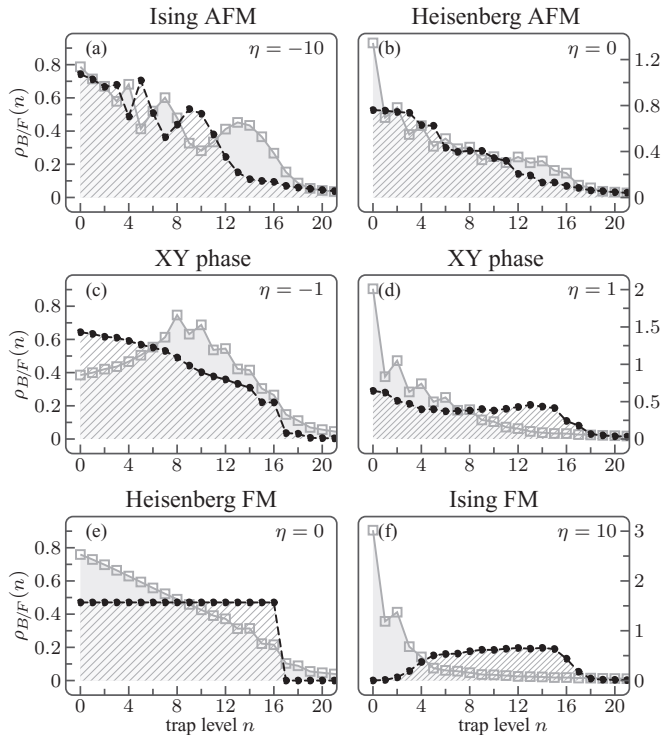 Ising AFM
Heisenberg AFM
(a)
η = −10
(b)
η = 0
ρB/F(n)
0.8
0.6
0.4
0.2
0
1.2
0.8
0.4
0
0 4 8 12 16 20
0 4 8 12 16 20
XY phase
XY phase
(c)
η = −1
(d)
η = 1
ρB/F(n)
0.8
0.6
0.4
0.2
0
2
1.5
1
0.5
0
0 4 8 12 16 20
0 4 8 12 16 20
Heisenberg FM
Ising FM
(e)
η = 0
(f)
η = 10
ρB/F(n)
0.8
0.6
0.4
0.2
0
3
2
1
0
0 4 8 12 16 20
0 4 8 12 16 20
trap level n
trap level n